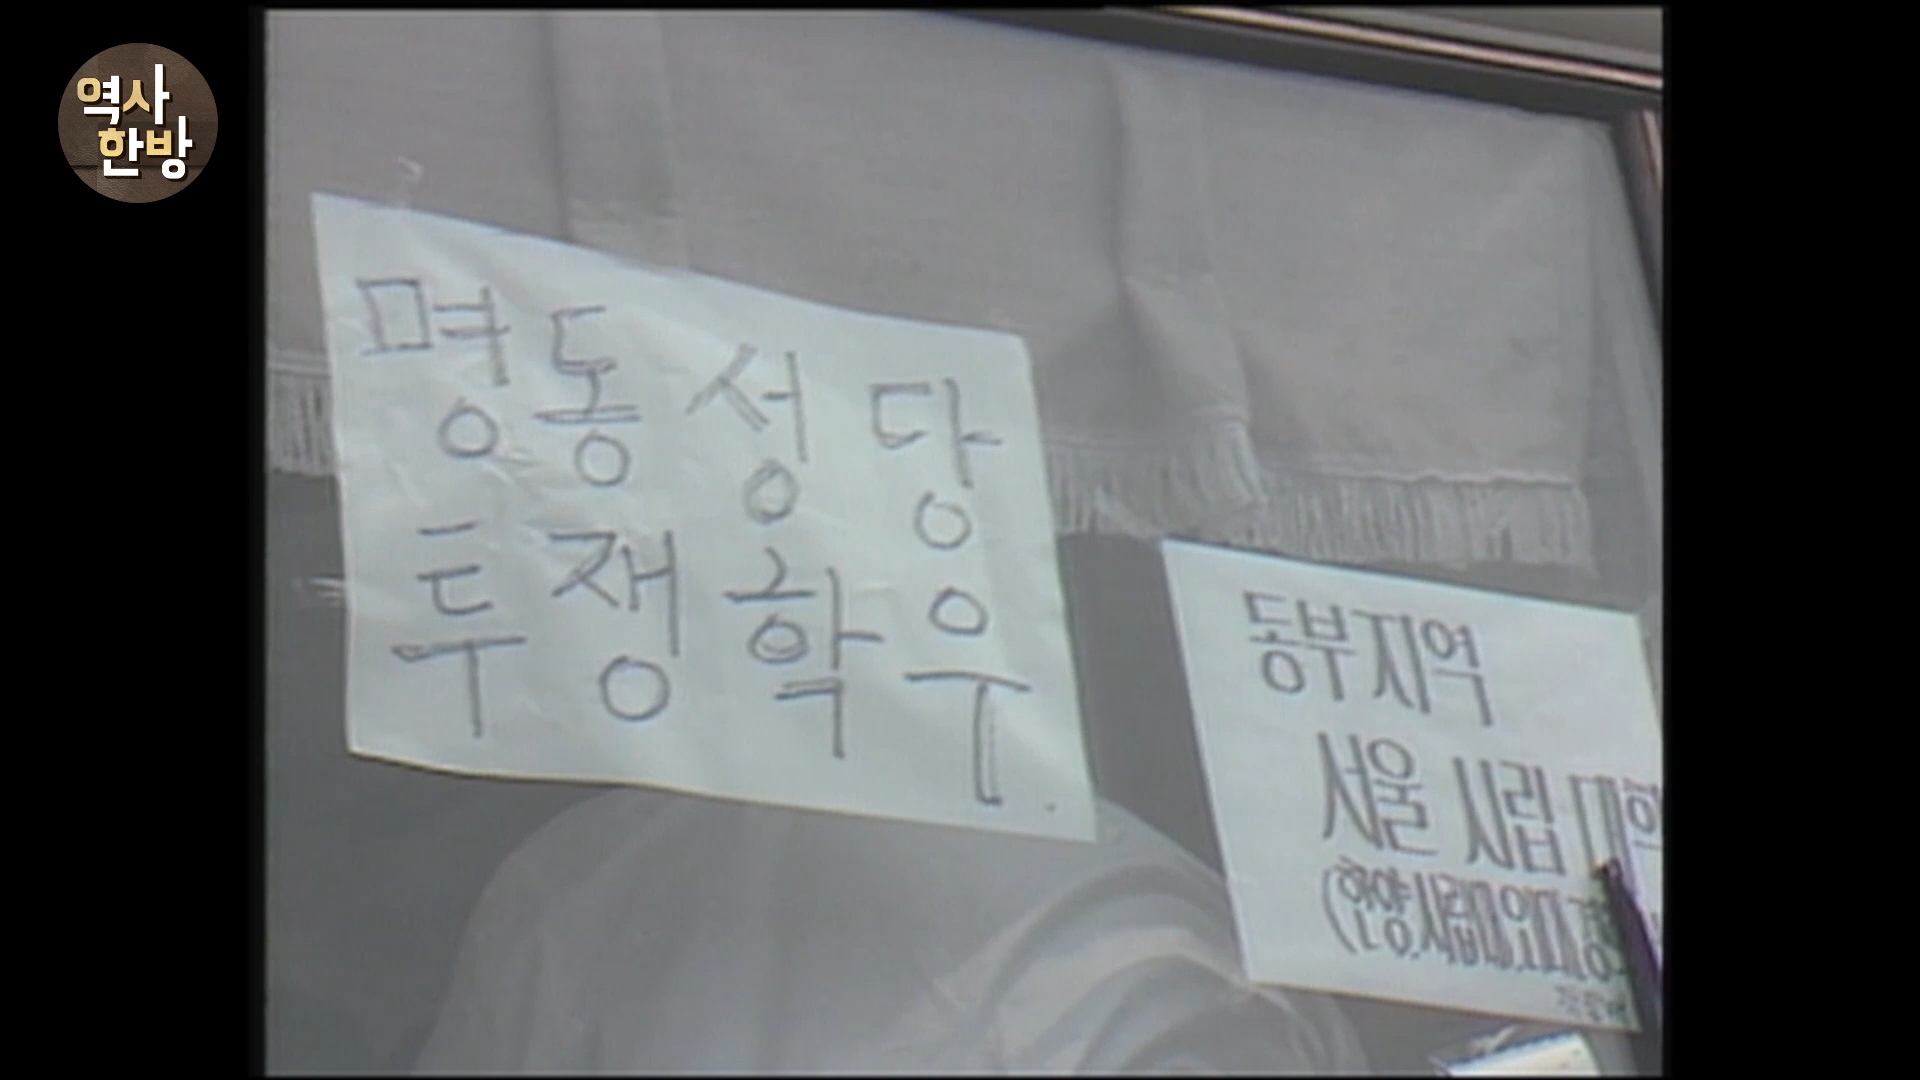 역사
한방
명동성당
투쟁학우
동부지역
서울 시립 대학